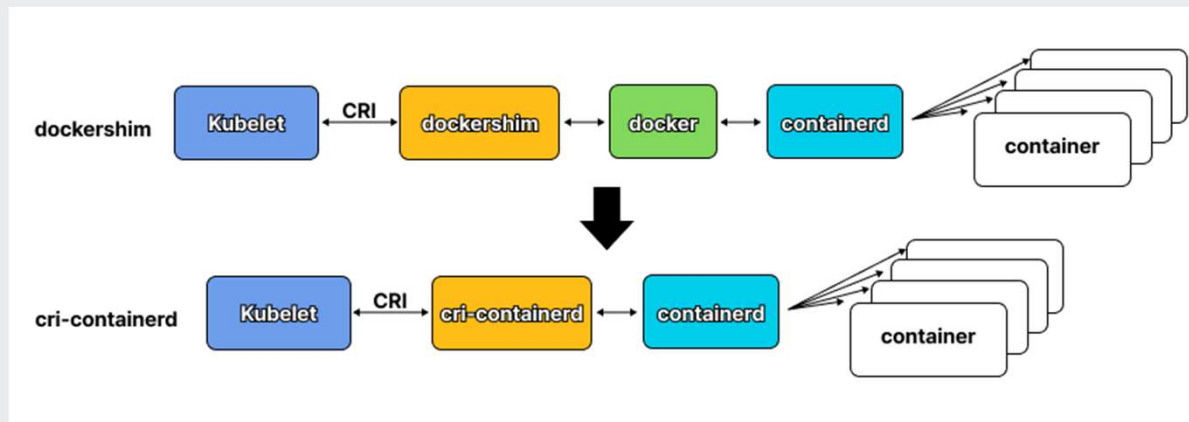 dockershim
Kubelet
CRI
dockershim
docker
containerd
container
cri-containerd
Kubelet
CRI
cri-containerd
containerd
container